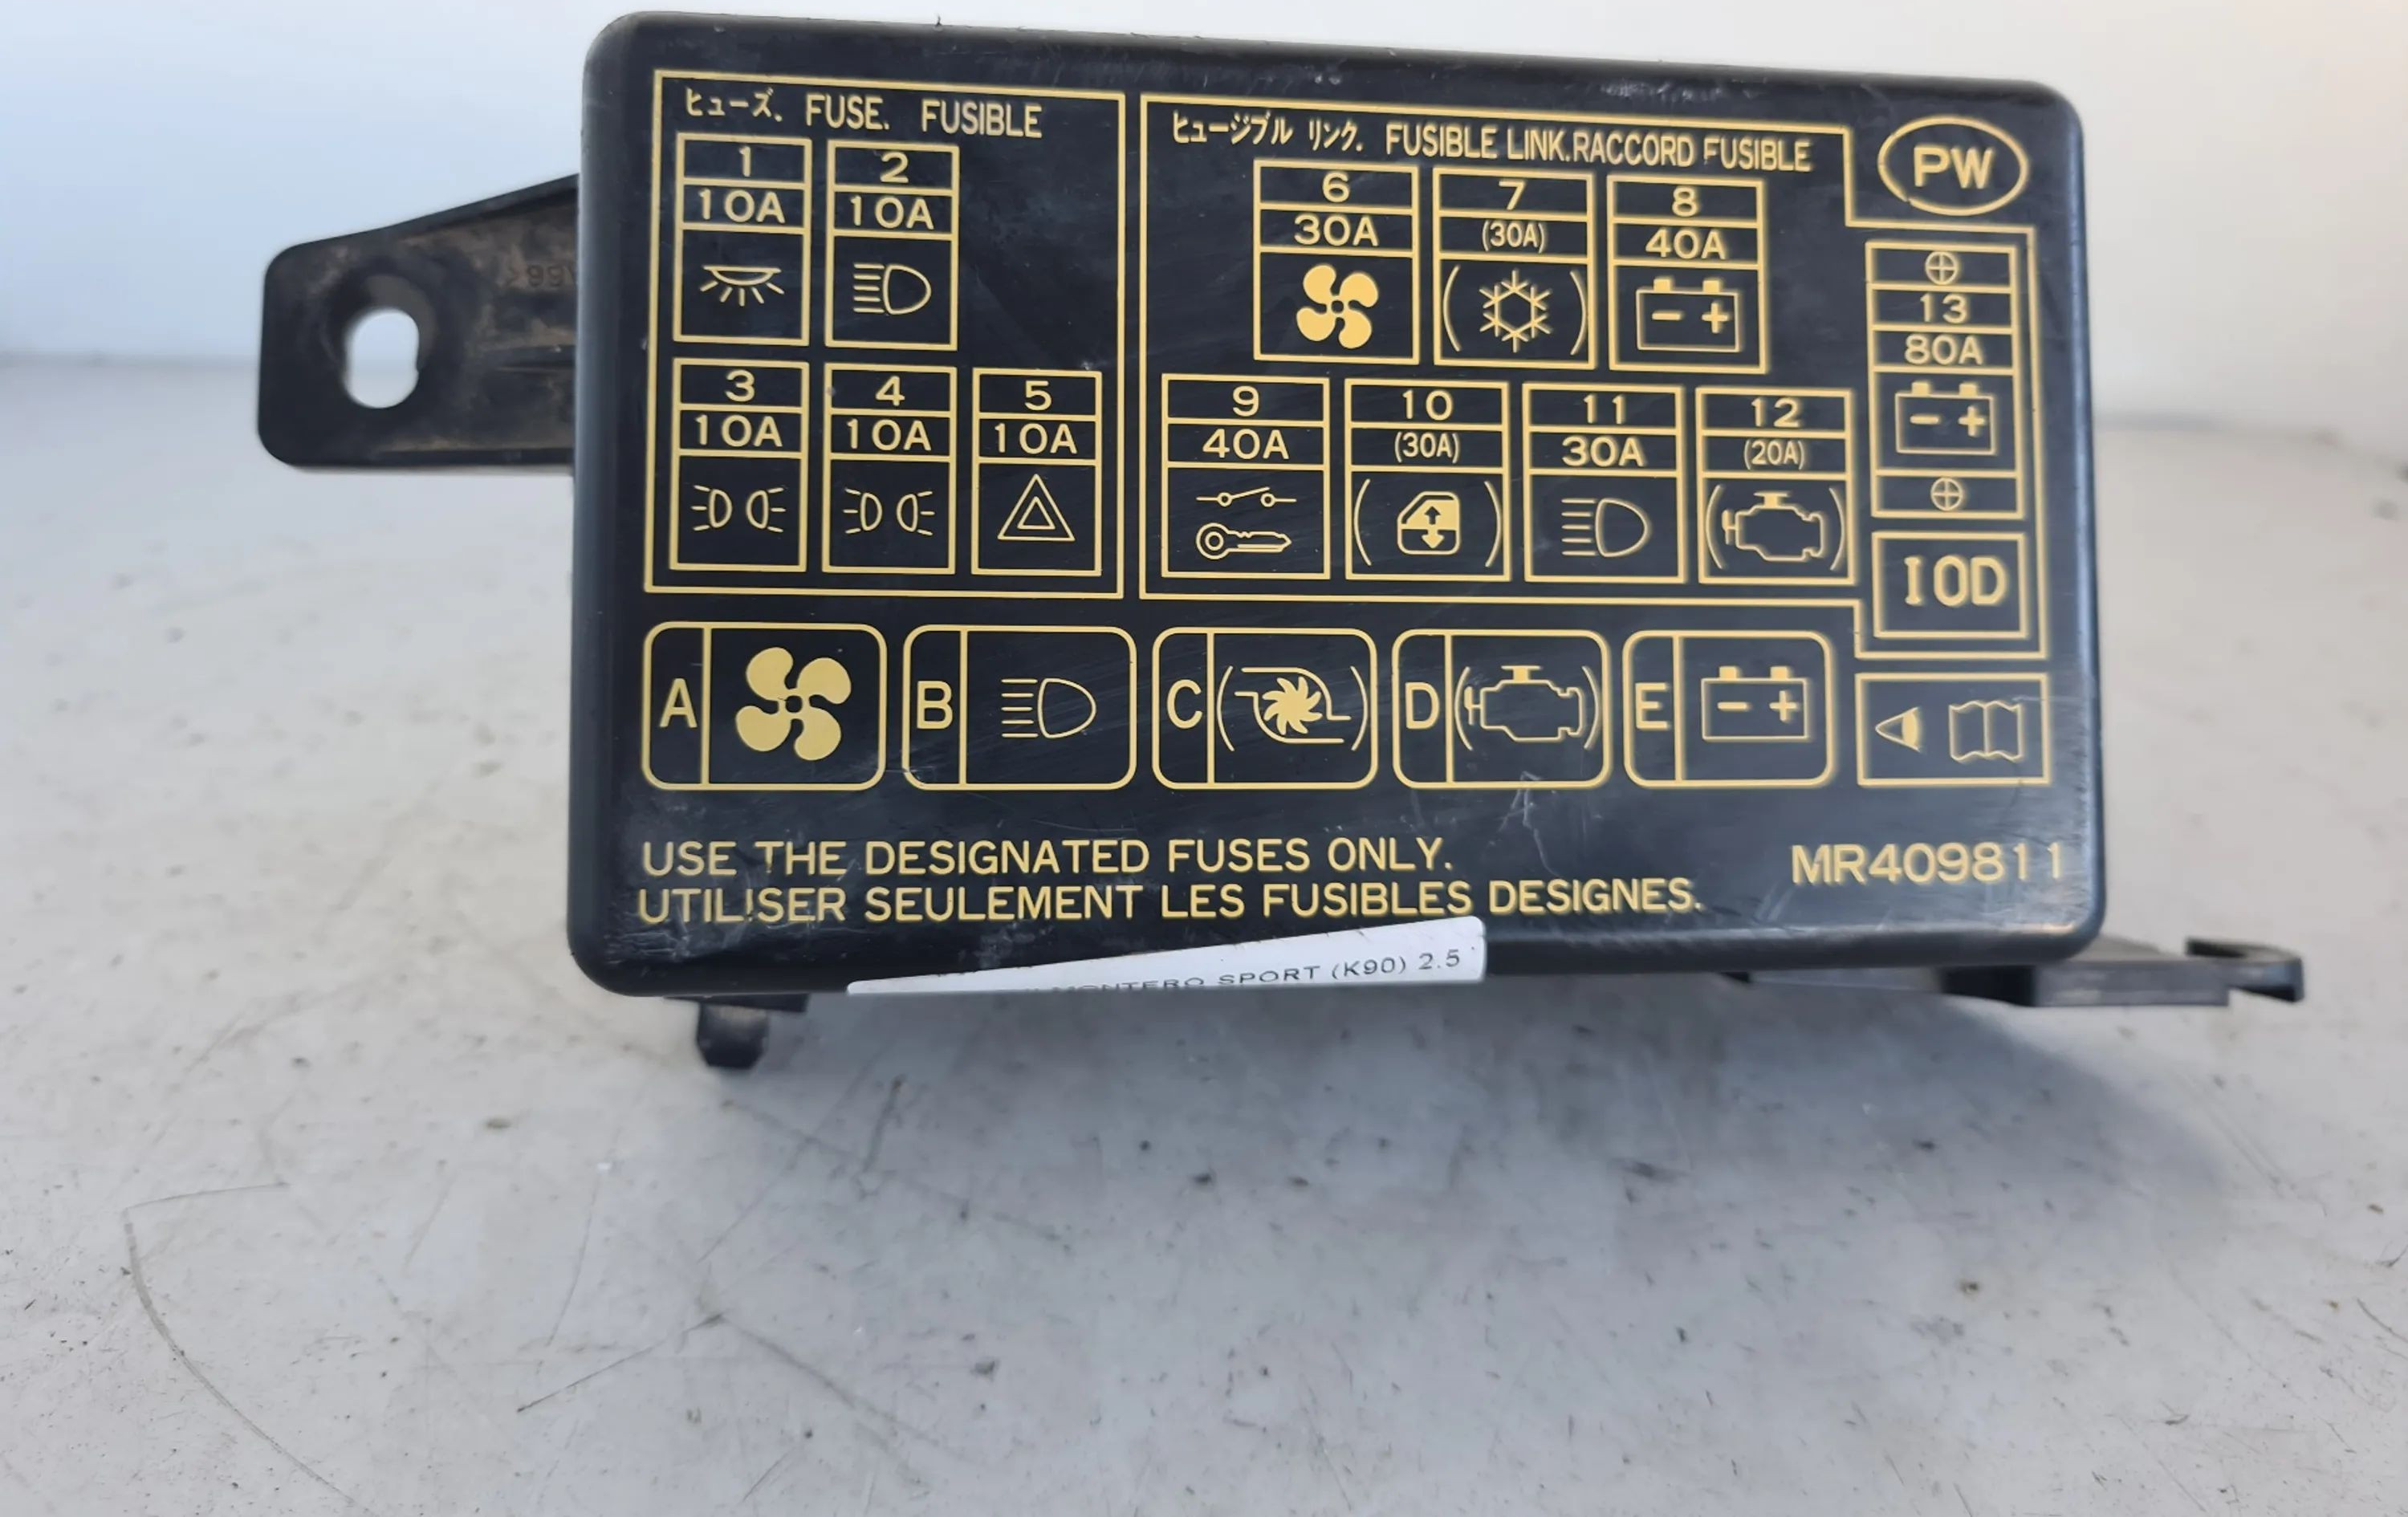 ヒューズ. FUSE. FUSIBLE
1 2
10A 10A
3 4 5
10A 10A 10A
ヒュージブル リンク. FUSIBLE LINK.RACCORD FUSIBLE
6 7 8
30A (30A) 40A
9 10 11 12
40A (30A) 30A (20A)
PW
13
80A
IOD
A B C D E
USE THE DESIGNATED FUSES ONLY.
UTILISER SEULEMENT LES FUSIBLES DESIGNES.
MR409811
MONTERO SPORT (K90) 2.5